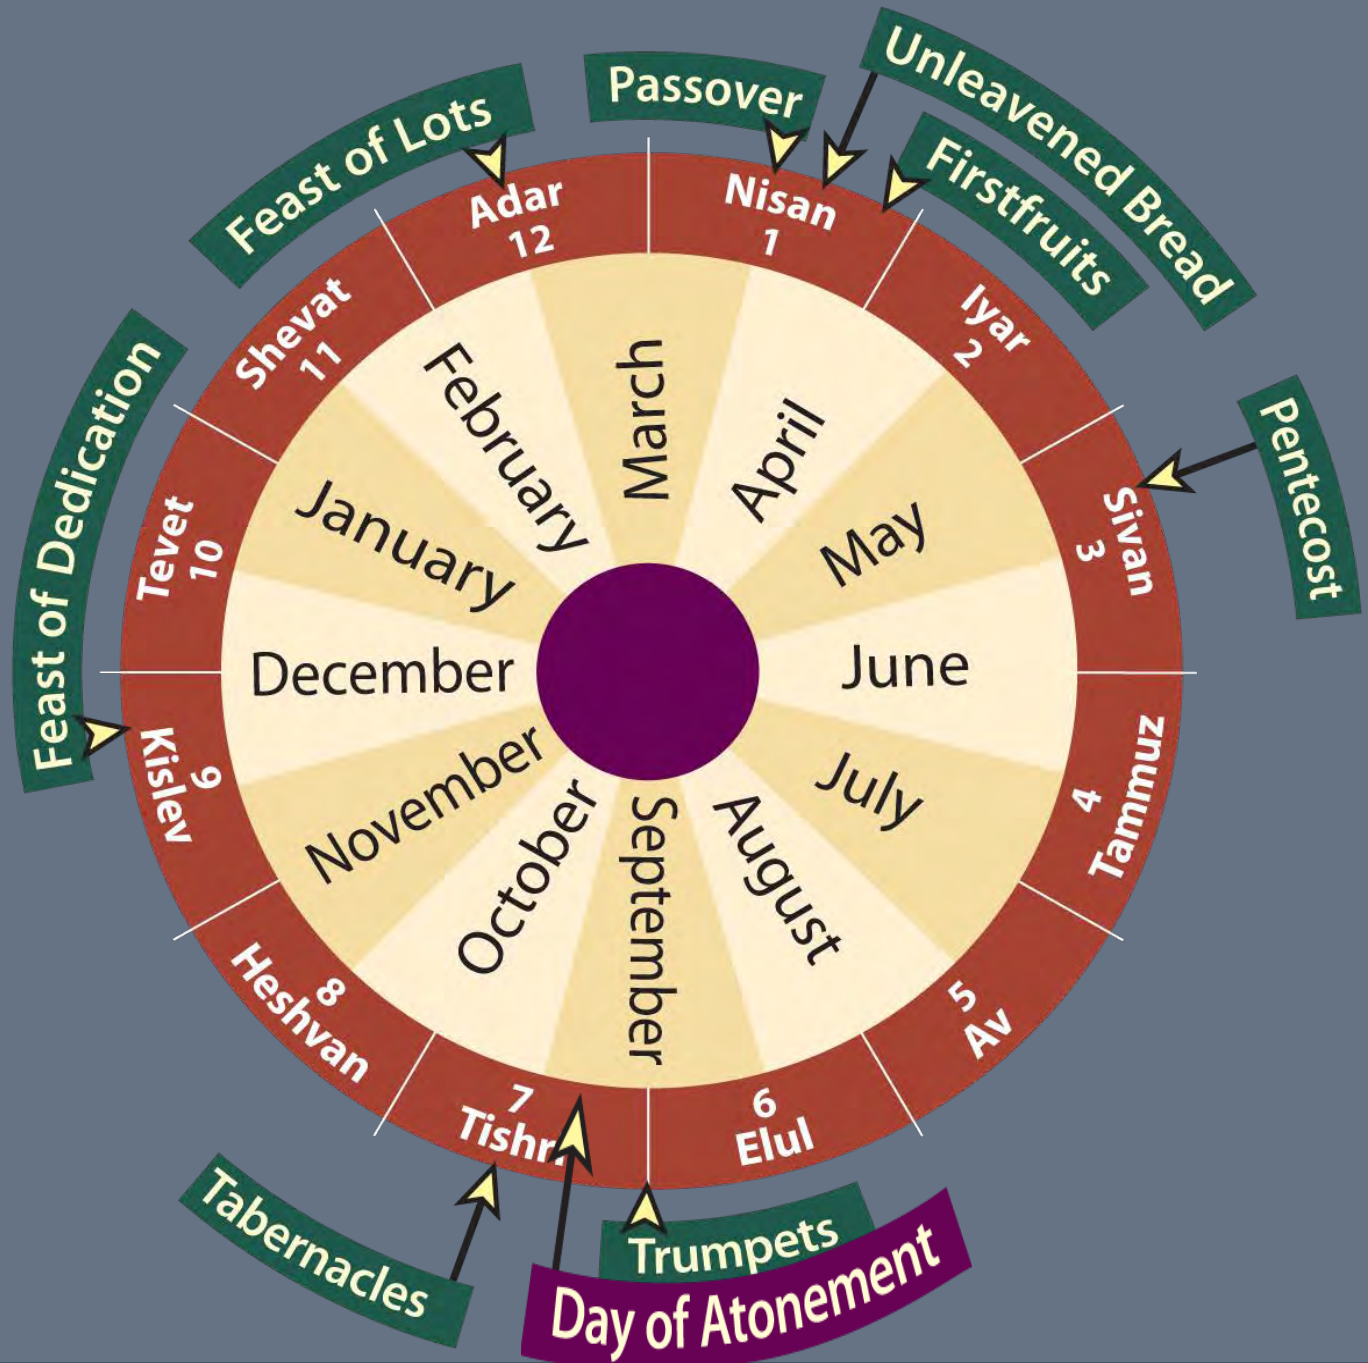 Passover
Unleavened Bread
Firstfruits
Pentecost
Trumpets
Day of Atonement
Tabernacles
Feast of Dedication
Feast of Lots
Nisan
1
Iyar
2
Sivan
3
4
Tammuz
5
Av
6
Elul
7
Tishri
8
Heshvan
9
Kislev
Tevet
10
Shevat
11
Adar
12
March
April
May
June
July
August
September
October
November
December
January
February